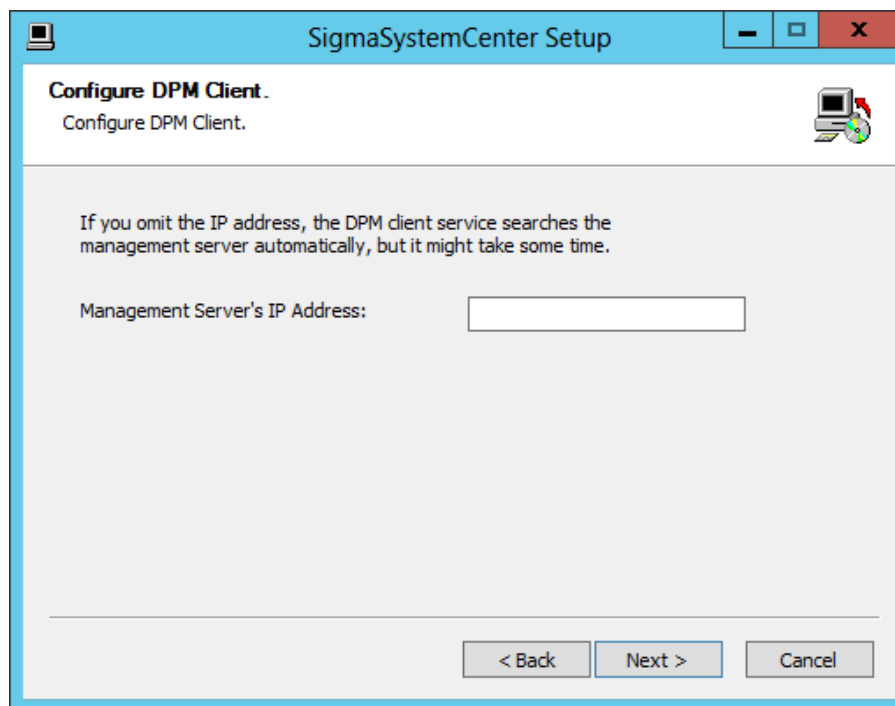 SigmaSystemCenter Setup
Configure DPM Client.
Configure DPM Client.
If you omit the IP address, the DPM client service searches the
management server automatically, but it might take some time.
Management Server's IP Address:
< Back Next > Cancel